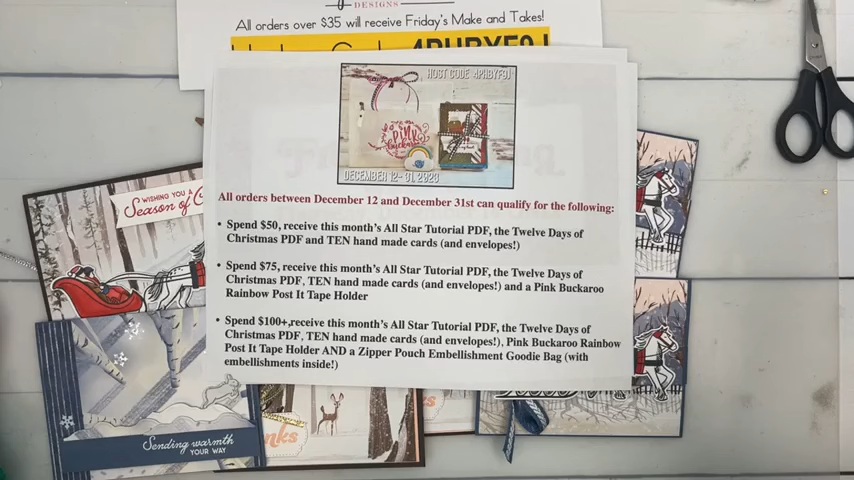 DESIGNS
All orders over $35 will receive Friday's Make and Takes!
4PHBYF9J
HOST CODE 4PHBYF9J
pink buckaroo
DECEMBER 12-31, 2023
All orders between December 12 and December 31st can qualify for the following:
• Spend $50, receive this month's All Star Tutorial PDF, the Twelve Days of
Christmas PDF and TEN hand made cards (and envelopes!)
• Spend $75, receive this month's All Star Tutorial PDF, the Twelve Days of
Christmas PDF, TEN hand made cards (and envelopes!) and a Pink Buckaroo
Rainbow Post It Tape Holder
• Spend $100+,receive this month's All Star Tutorial PDF, the Twelve Days of
Christmas PDF, TEN hand made cards (and envelopes!), Pink Buckaroo Rainbow
Post It Tape Holder AND a Zipper Pouch Embellishment Goodie Bag (with
embellishments inside!)
WISHING YOU A
Season of
Sending warmth
YOUR WAY
nks